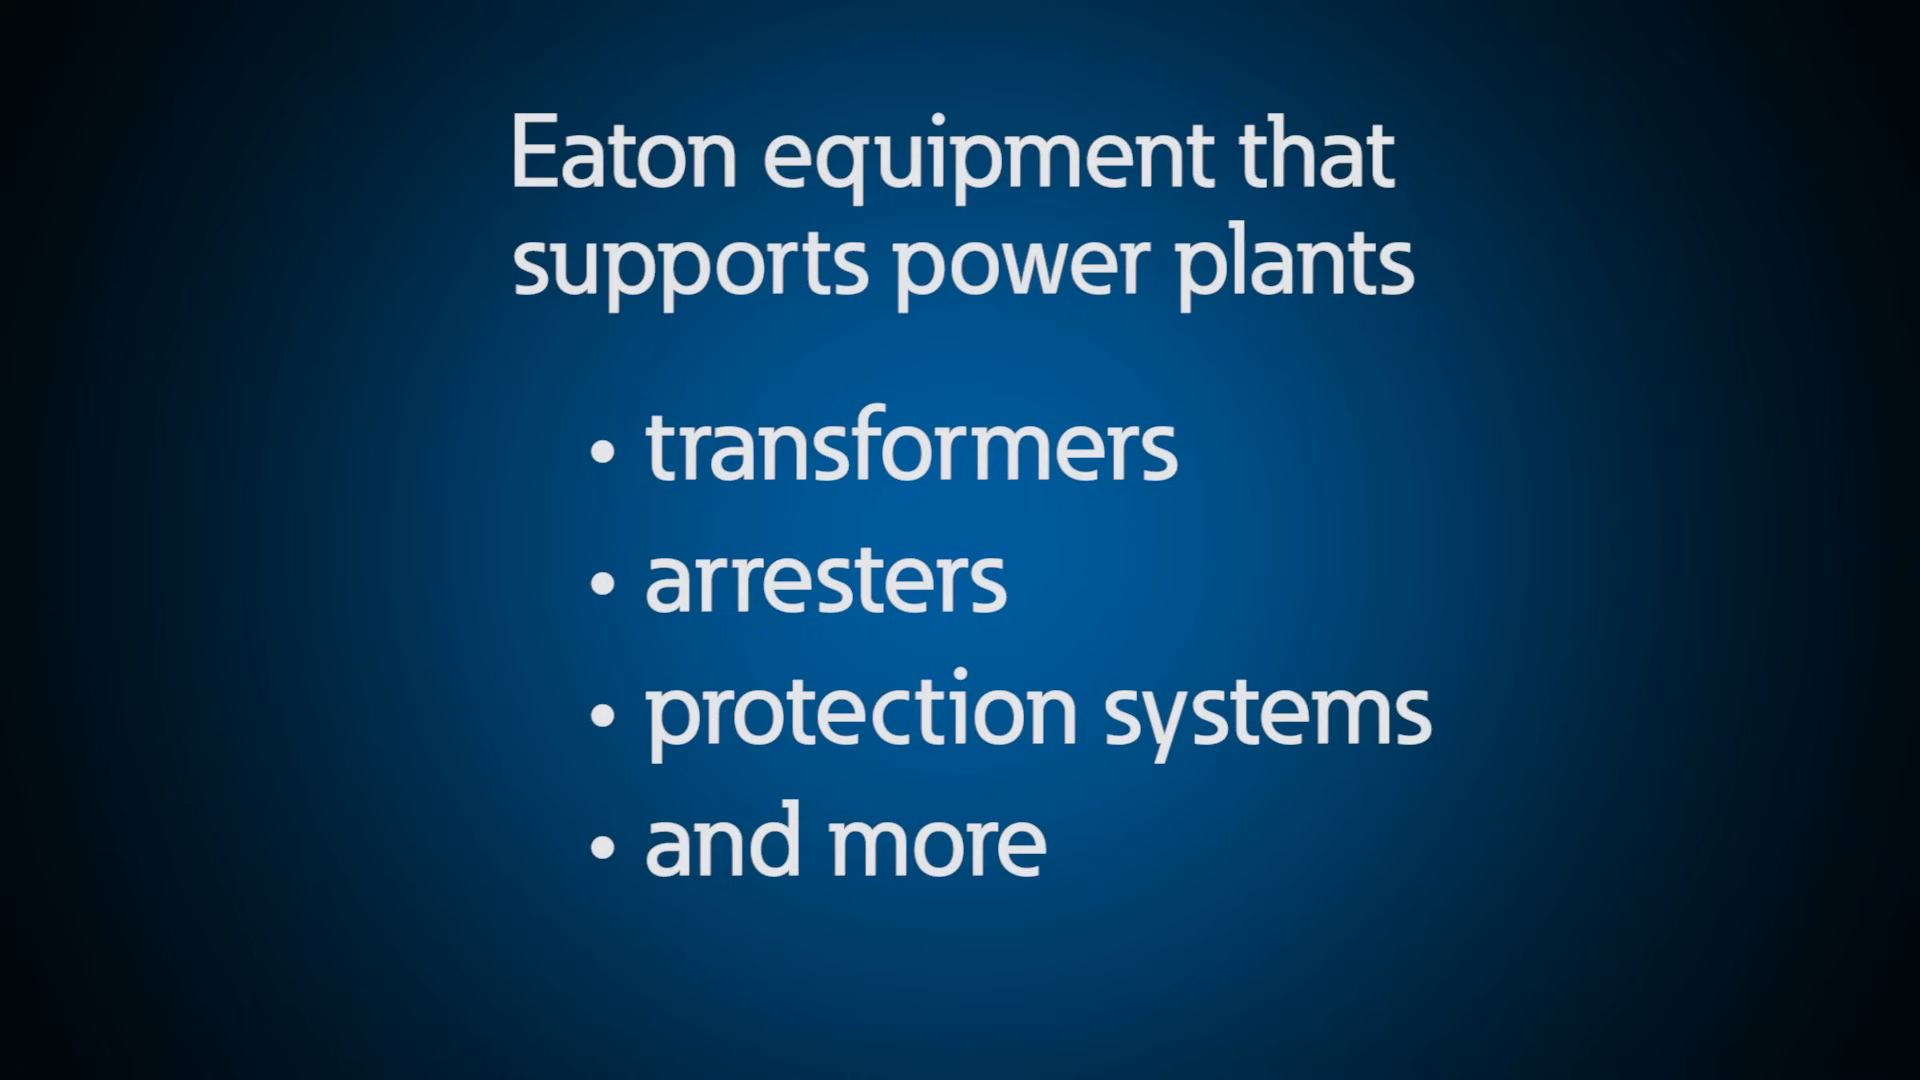 Eaton equipment that
supports power plants
• transformers
• arresters
• protection systems
• and more